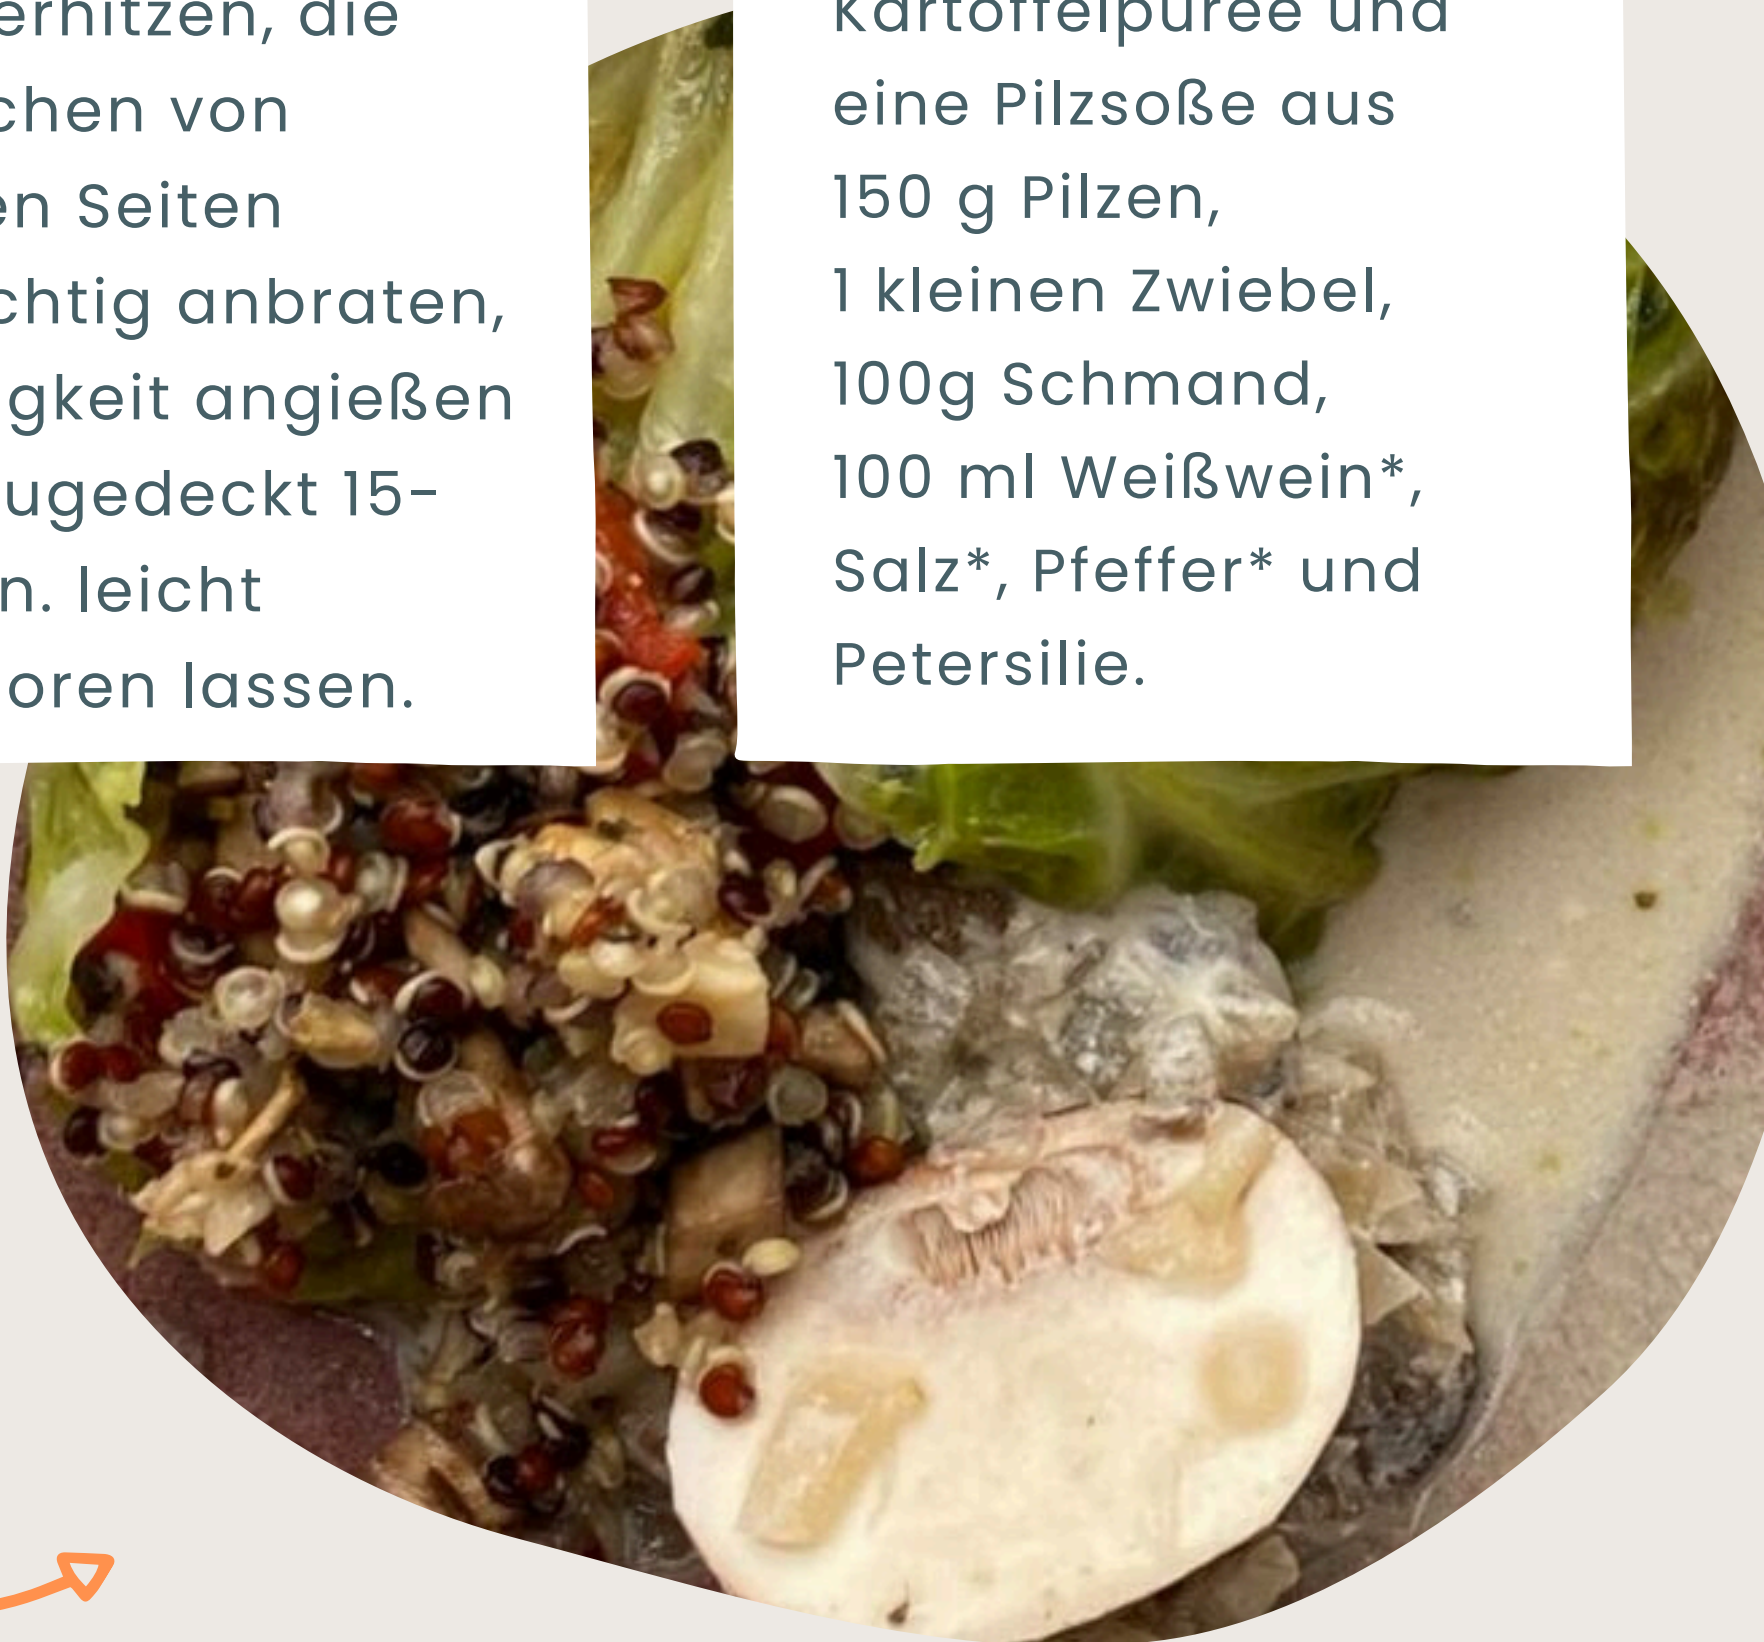 erhitzen, die
chen von
en Seiten
chtig anbraten,
gkeit angießen
ugedeckt 15-
n. leicht
oren lassen.
Kartoffelpüree und
eine Pilzsoße aus
150 g Pilzen,
1 kleinen Zwiebel,
100g Schmand,
100 ml Weißwein*,
Salz*, Pfeffer* und
Petersilie.